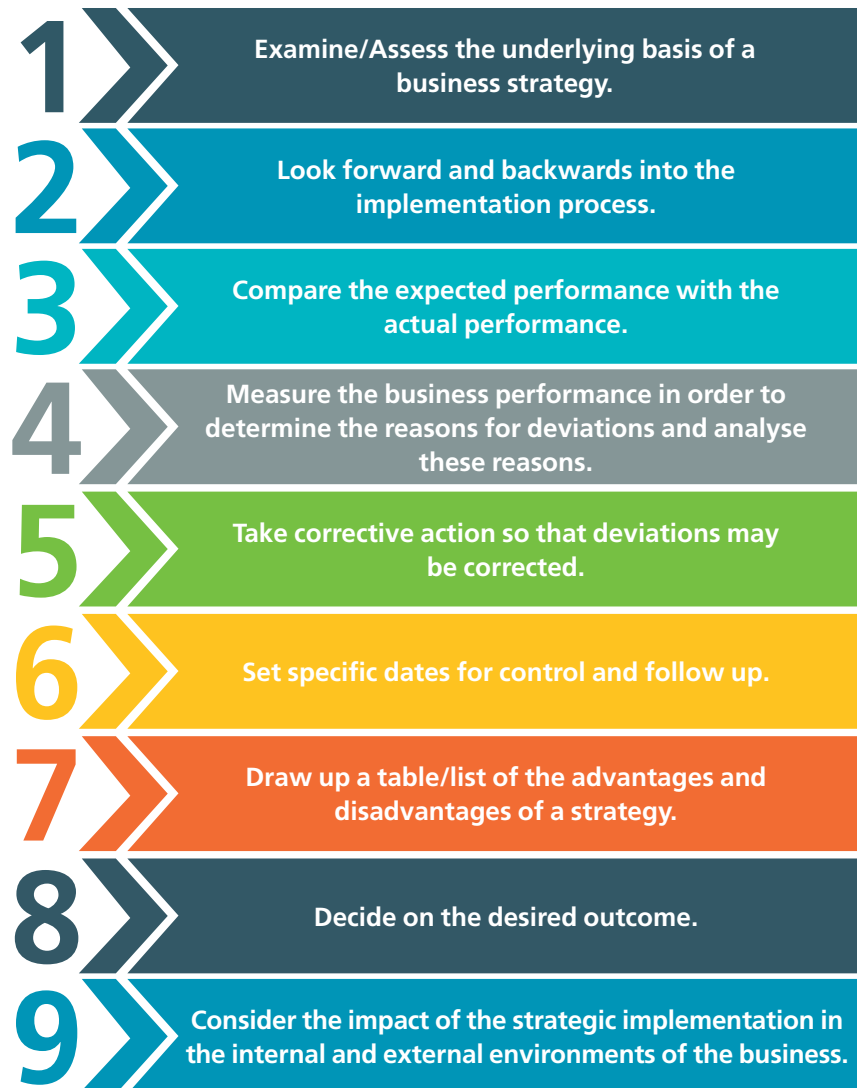 1
Examine/Assess the underlying basis of a
business strategy.
2
Look forward and backwards into the
implementation process.
3
Compare the expected performance with the
actual performance.
4
Measure the business performance in order to
determine the reasons for deviations and analyse
these reasons.
5
Take corrective action so that deviations may
be corrected.
6
Set specific dates for control and follow up.
7
Draw up a table/list of the advantages and
disadvantages of a strategy.
8
Decide on the desired outcome.
9
Consider the impact of the strategic implementation in
the internal and external environments of the business.